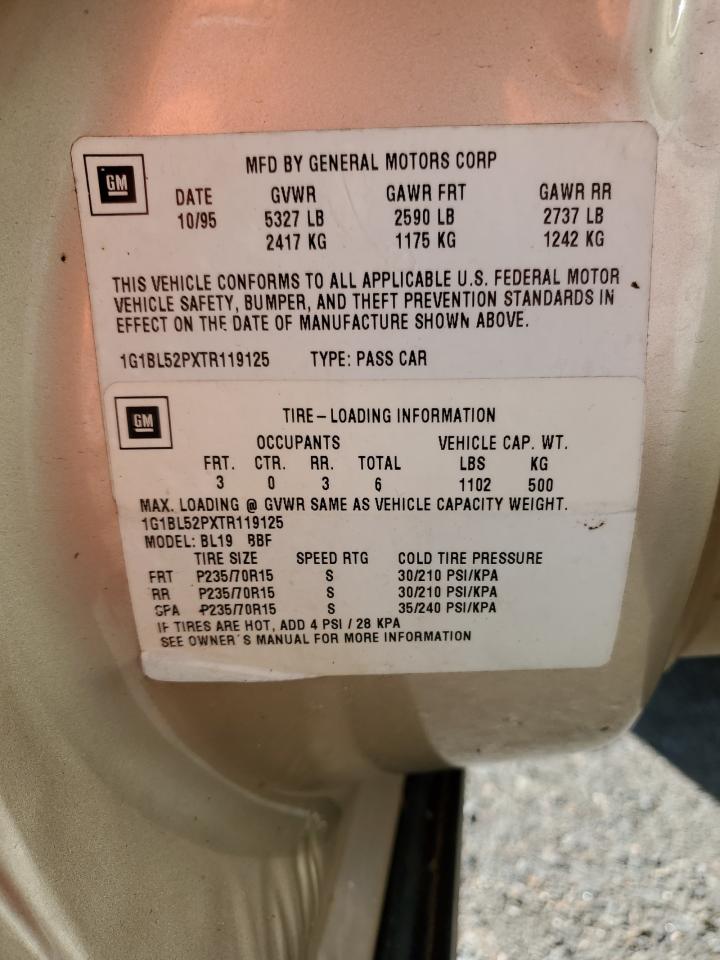 GM
MFD BY GENERAL MOTORS CORP
DATE GVWR GAWR FRT GAWR RR
10/95 5327 LB 2590 LB 2737 LB
2417 KG 1175 KG 1242 KG
THIS VEHICLE CONFORMS TO ALL APPLICABLE U.S. FEDERAL MOTOR
VEHICLE SAFETY, BUMPER, AND THEFT PREVENTION STANDARDS IN
EFFECT ON THE DATE OF MANUFACTURE SHOWN ABOVE.
1G1BL52PXTR119125 TYPE: PASS CAR
GM
TIRE-LOADING INFORMATION
OCCUPANTS VEHICLE CAP. WT.
FRT. CTR. RR. TOTAL LBS KG
3 0 3 6 1102 500
MAX. LOADING @ GVWR SAME AS VEHICLE CAPACITY WEIGHT.
1G1BL52PXTR119125
MODEL: BL19 BBF
TIRE SIZE SPEED RTG COLD TIRE PRESSURE
FRT P235/70R15 S 30/210 PSI/KPA
RR P235/70R15 S 30/210 PSI/KPA
SPA P235/70R15 S 35/240 PSI/KPA
IF TIRES ARE HOT, ADD 4 PSI / 28 KPA
SEE OWNER'S MANUAL FOR MORE INFORMATION